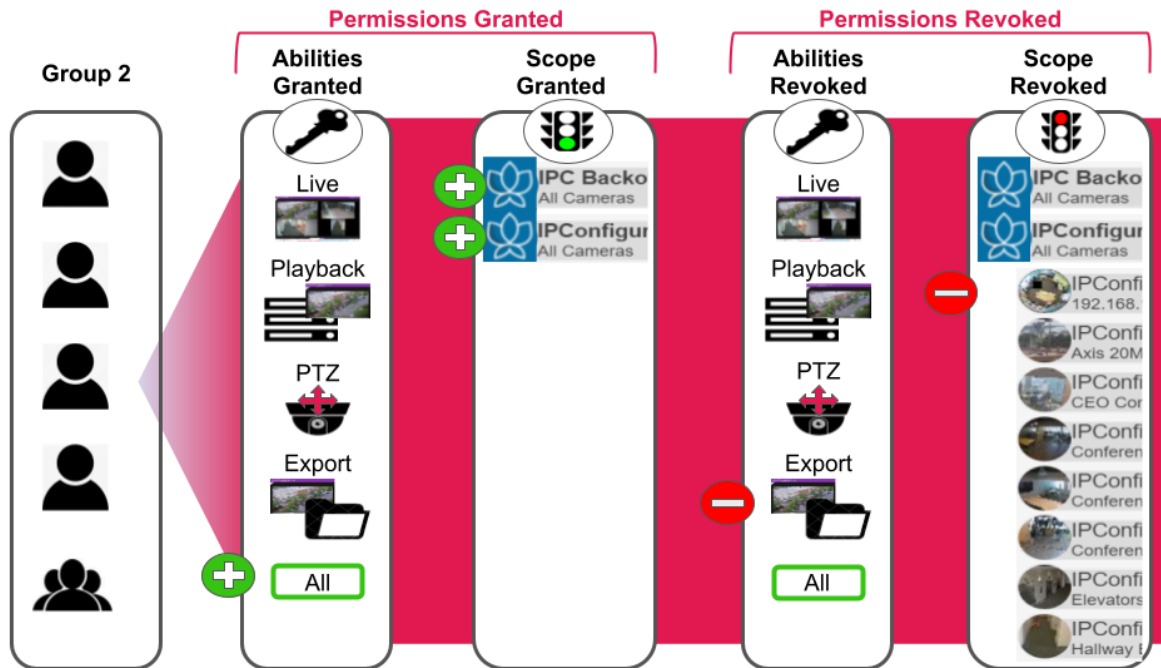 Permissions Granted
Permissions Revoked
Group 2
Abilities
Granted
Scope
Granted
Abilities
Revoked
Scope
Revoked
Live
Playback
PTZ
Export
All
IPC Backo
All Cameras
IPConfigur
All Cameras
Live
Playback
PTZ
Export
All
IPC Backo
All Cameras
IPConfigur
All Cameras
IPConfi
192.168.
IPConfi
Axis 20M
IPConfi
CEO Cor
IPConfi
Conferen
IPConfi
Conferen
IPConfi
Conferen
IPConfi
Elevators
IPConfi
Hallway E